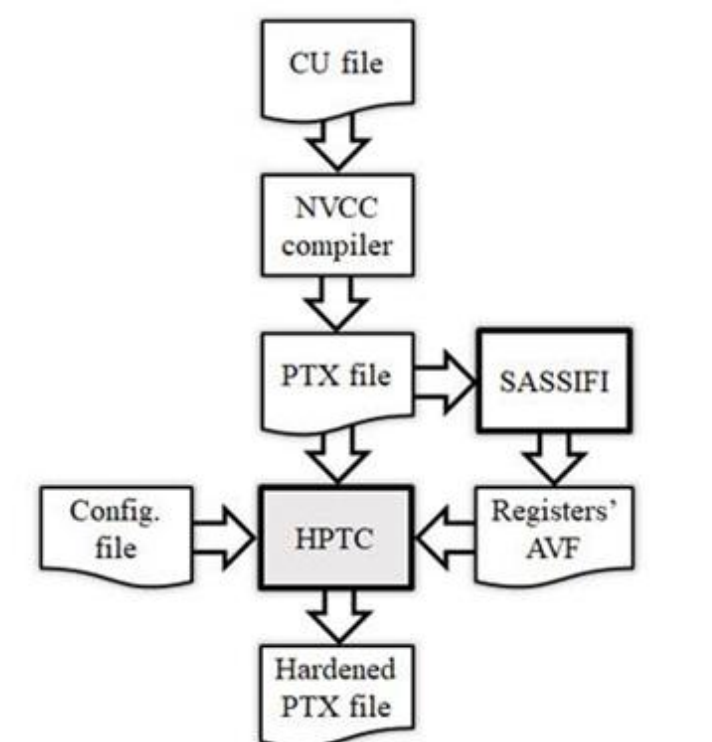 CU file
NVCC
compiler
PTX file
SASSIFI
Config.
file
HPTC
Registers’
AVF
Hardened
PTX file